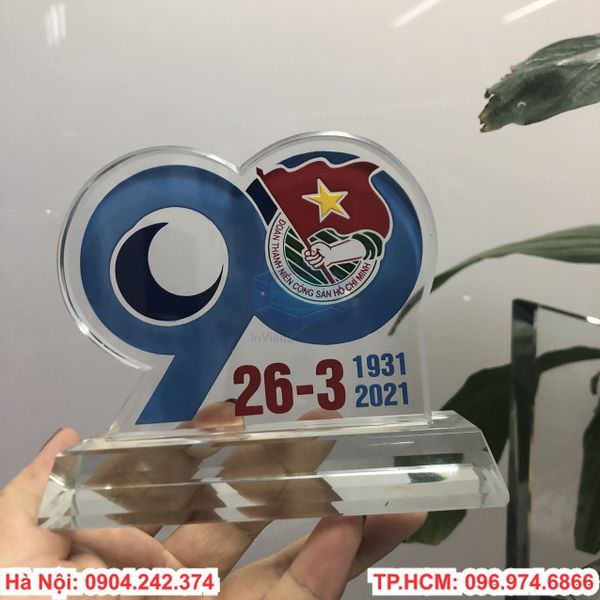 90
ĐOÀN THANH NIÊN CỘNG SẢN HỒ CHÍ MINH
26-3
1931
2021
Hà Nội: 0904.242.374
TP.HCM: 096.974.6866